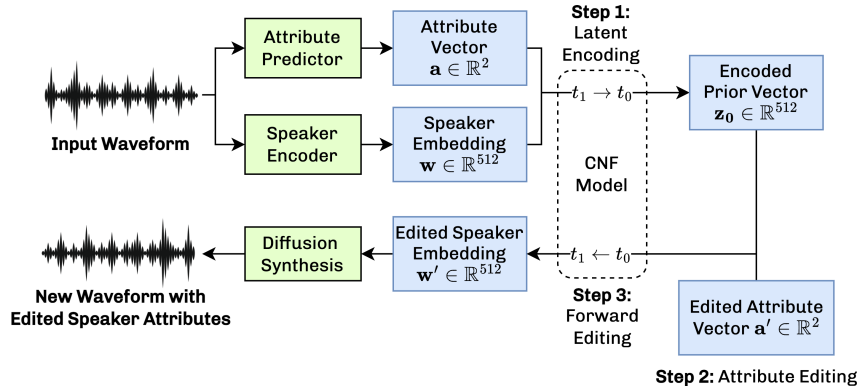 Input Waveform
Attribute
Predictor
Attribute
Vector
a ∈ ℝ²
Speaker
Encoder
Speaker
Embedding
w ∈ ℝ⁵¹²
Step 1:
Latent
Encoding
t₁ → t₀
CNF
Model
t₁ ← t₀
Step 3:
Forward
Editing
Encoded
Prior Vector
z₀ ∈ ℝ⁵¹²
Edited Attribute
Vector a′ ∈ ℝ²
Step 2: Attribute Editing
Edited Speaker
Embedding
w′ ∈ ℝ⁵¹²
Diffusion
Synthesis
New Waveform with
Edited Speaker Attributes